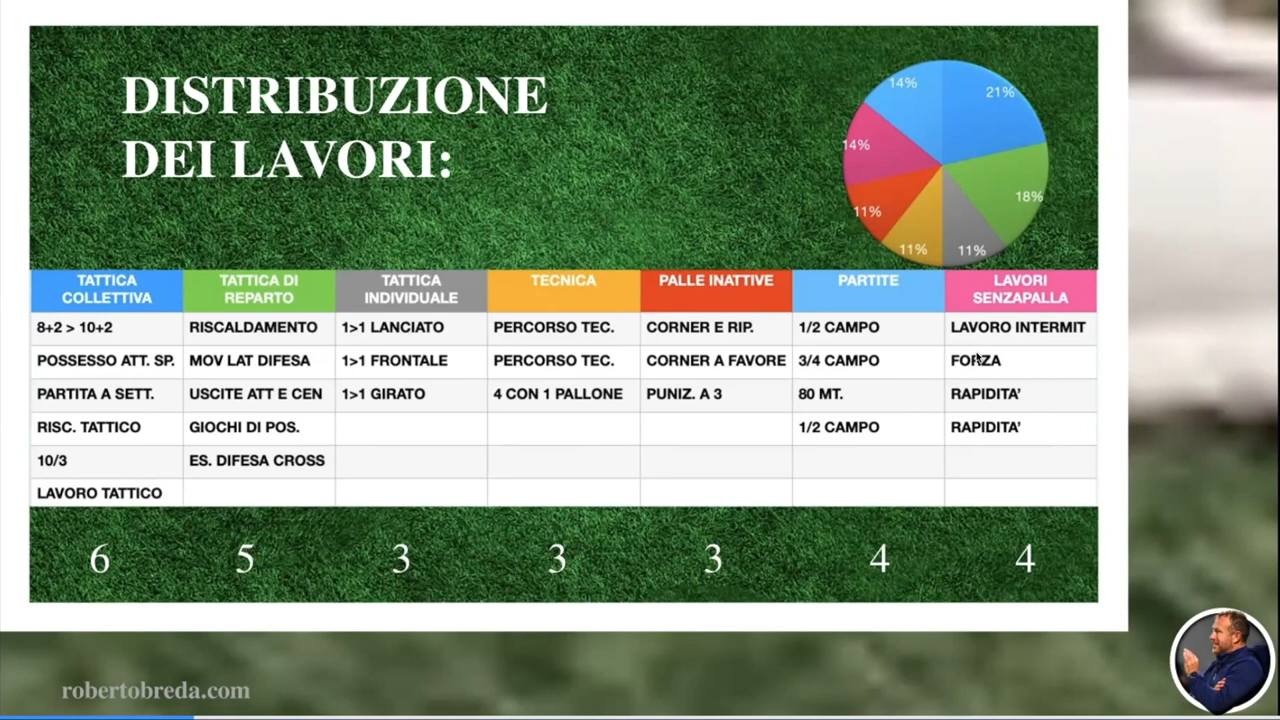 DISTRIBUZIONE
DEI LAVORI:
14%
21%
14%
18%
11%
11%
11%
TATTICA COLLETTIVA
TATTICA DI REPARTO
TATTICA INDIVIDUALE
TECNICA
PALLE INATTIVE
PARTITE
LAVORI SENZAPALLA
8+2 > 10+2 RISCALDAMENTO 1>1 LANCIATO PERCORSO TEC. CORNER E RIP. 1/2 CAMPO LAVORO INTERMIT
POSSESSO ATT. SP. MOV LAT DIFESA 1>1 FRONTALE PERCORSO TEC. CORNER A FAVORE 3/4 CAMPO FORZA
PARTITA A SETT. USCITE ATT E CEN 1>1 GIRATO 4 CON 1 PALLONE PUNIZ. A 3 80 MT. RAPIDITA’
RISC. TATTICO GIOCHI DI POS. 1/2 CAMPO RAPIDITA’
10/3 ES. DIFESA CROSS
LAVORO TATTICO
6 5 3 3 3 4 4
robertobreda.com